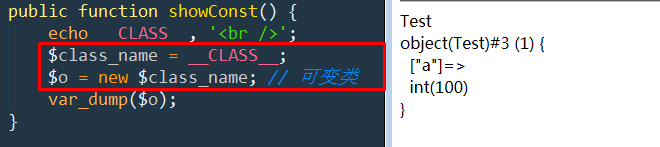 public function showConst() {
    echo __CLASS__ , '<br />';
    $class_name = __CLASS__;
    $o = new $class_name; // 可变类
    var_dump($o);
}
Test
object(Test)#3 (1) {
  ["a"]=>
  int(100)
}